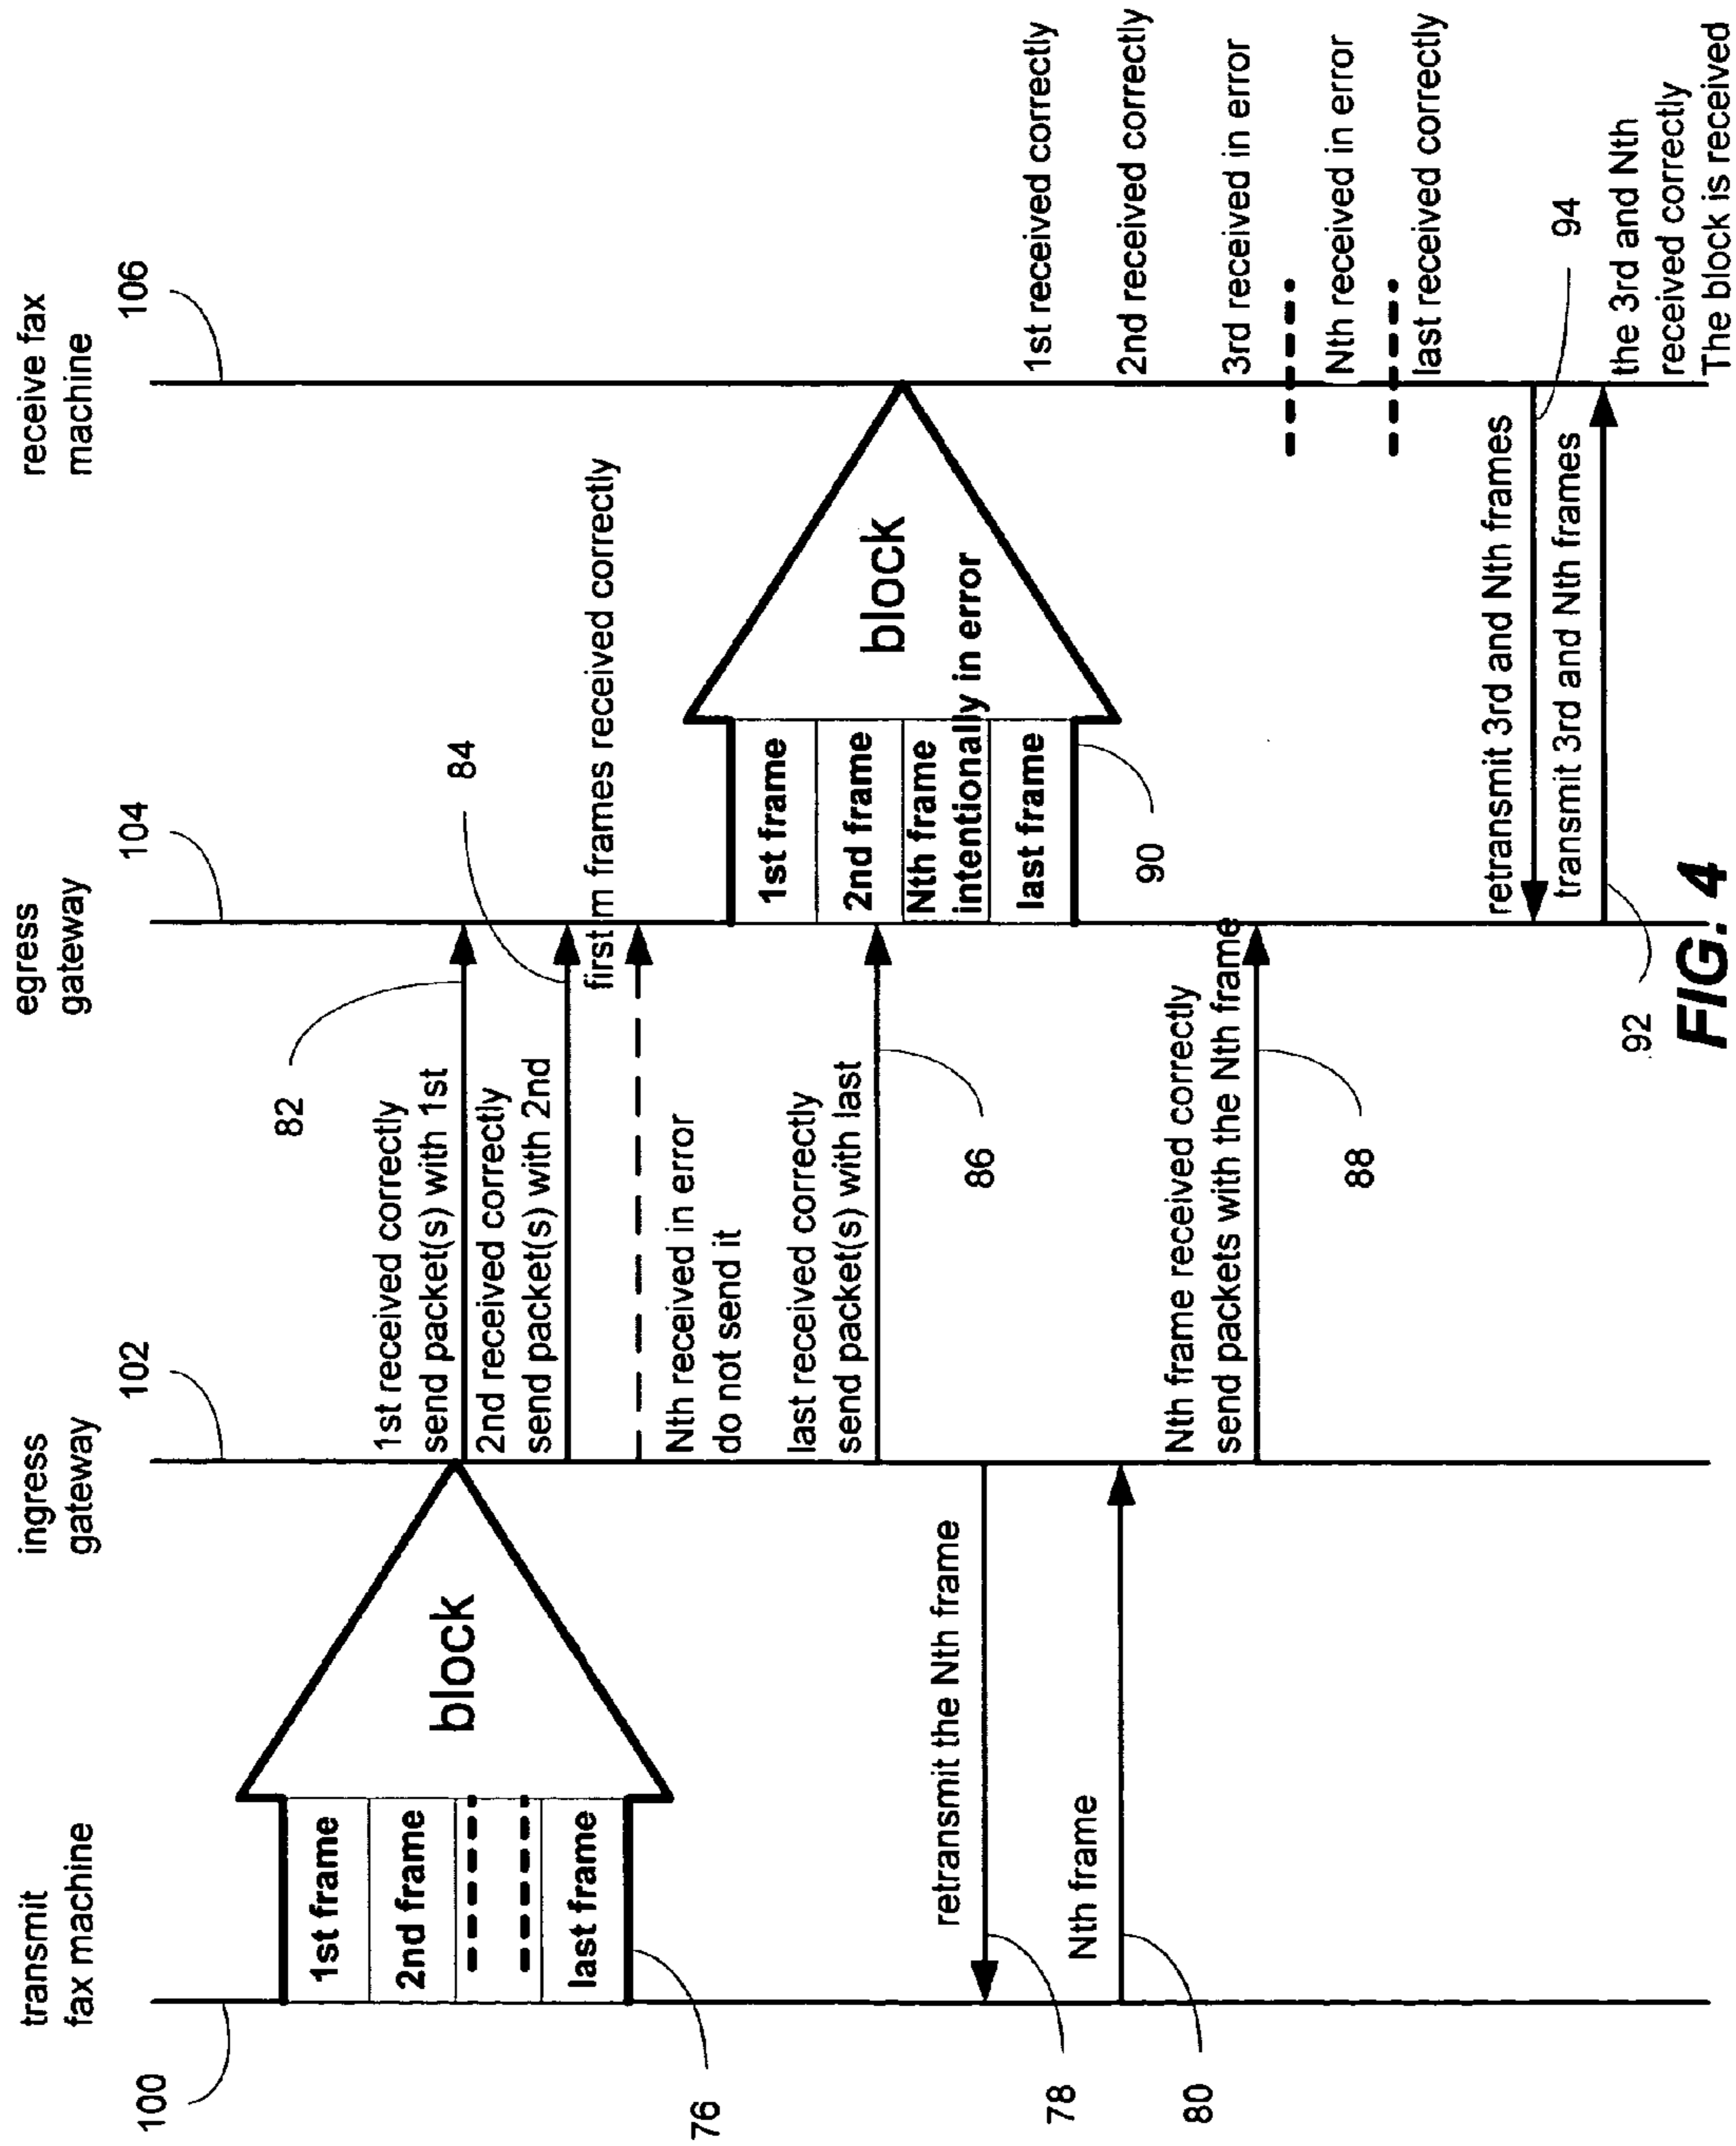 transmit
fax machine
ingress
gateway
egress
gateway
receive fax
machine
100
102
104
106
1st frame
2nd frame
last frame
block
76
1st received correctly
send packet(s) with 1st
82
2nd received correctly
send packet(s) with 2nd
84
first m frames received correctly
Nth received in error
do not send it
last received correctly
send packet(s) with last
86
1st frame
2nd frame
Nth frame
intentionally in error
last frame
block
90
retransmit the Nth frame
78
Nth frame
80
Nth frame received correctly
send packets with the Nth frame
88
1st received correctly
2nd received correctly
3rd received in error
Nth received in error
last received correctly
retransmit 3rd and Nth frames
94
transmit 3rd and Nth frames
92
the 3rd and Nth
received correctly
The block is received
FIG. 4